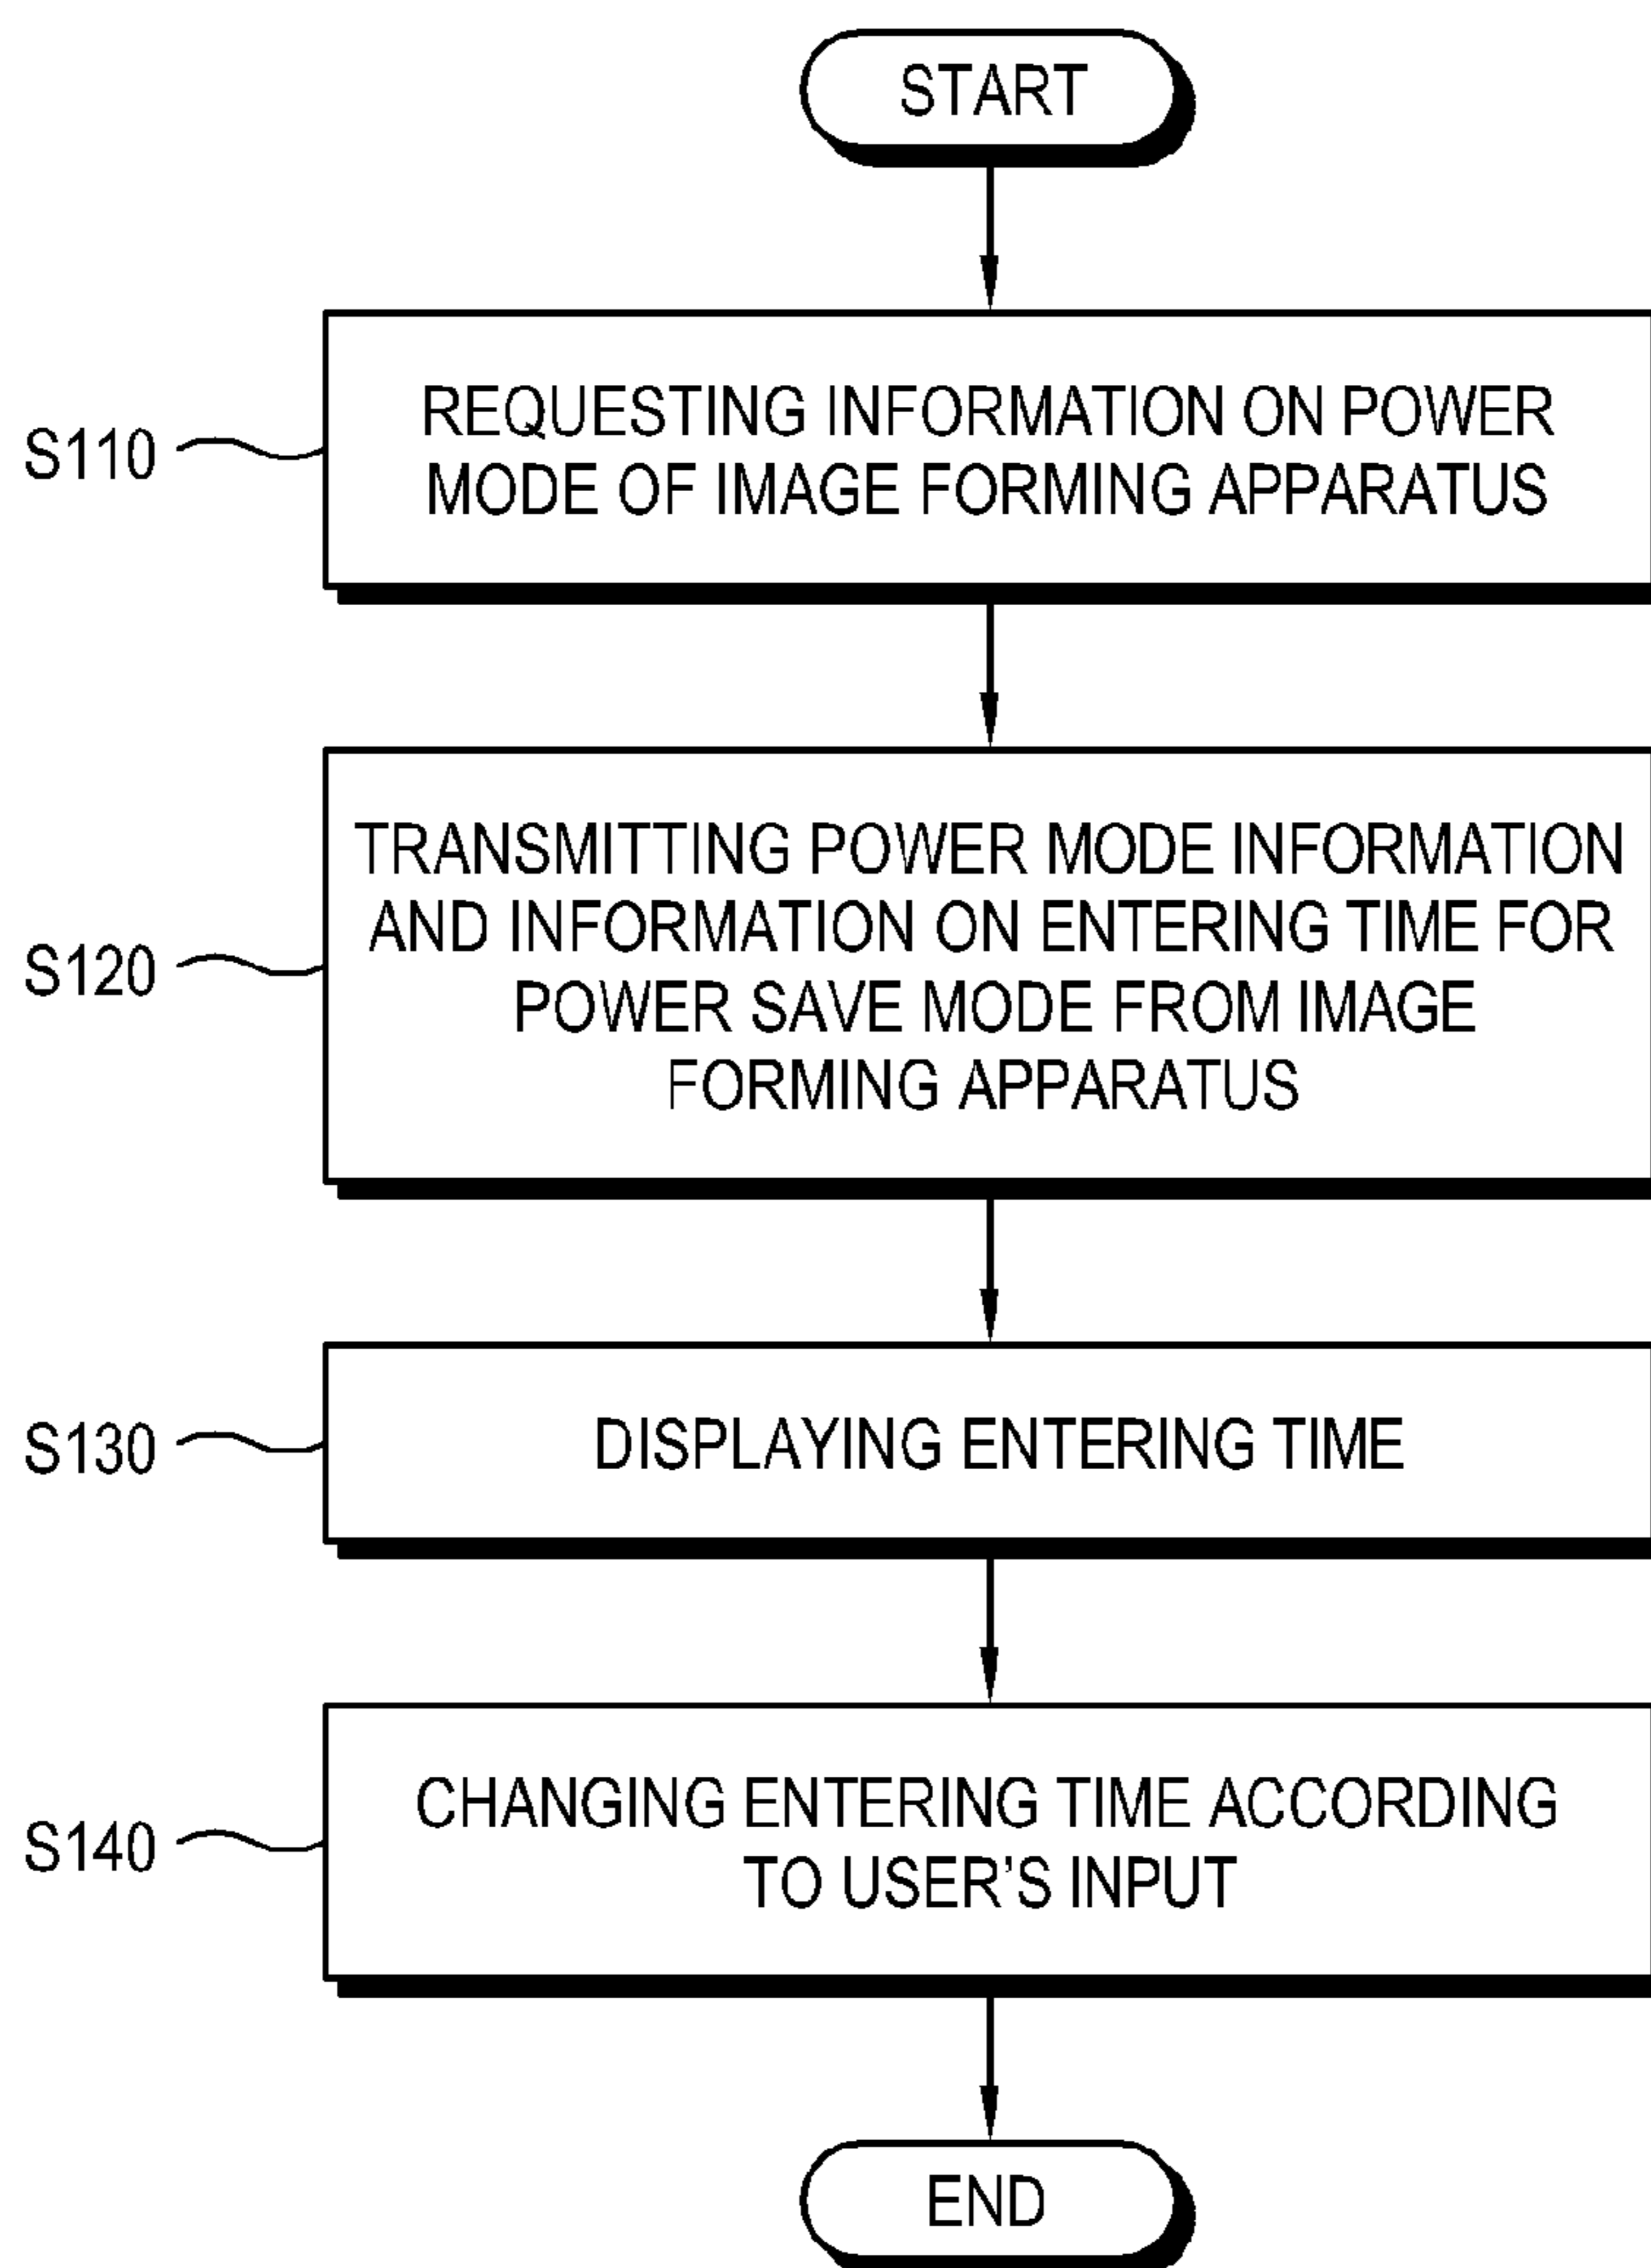 START
S110
REQUESTING INFORMATION ON POWER
MODE OF IMAGE FORMING APPARATUS
S120
TRANSMITTING POWER MODE INFORMATION
AND INFORMATION ON ENTERING TIME FOR
POWER SAVE MODE FROM IMAGE
FORMING APPARATUS
S130
DISPLAYING ENTERING TIME
S140
CHANGING ENTERING TIME ACCORDING
TO USER'S INPUT
END